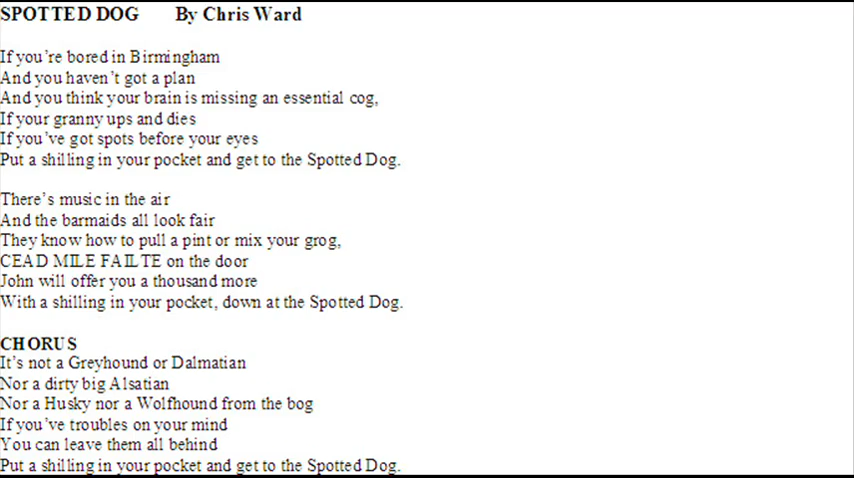 SPOTTED DOG By Chris Ward
If you're bored in Birmingham
And you haven't got a plan
And you think your brain is missing an essential cog,
If your granny ups and dies
If you've got spots before your eyes
Put a shilling in your pocket and get to the Spotted Dog.
There's music in the air
And the barmaids all look fair
They know how to pull a pint or mix your grog,
CEAD MILE FAILTE on the door
John will offer you a thousand more
With a shilling in your pocket, down at the Spotted Dog.
CHORUS
It's not a Greyhound or Dalmatian
Nor a dirty big Alsatian
Nor a Husky nor a Wolfhound from the bog
If you've troubles on your mind
You can leave them all behind
Put a shilling in your pocket and get to the Spotted Dog.